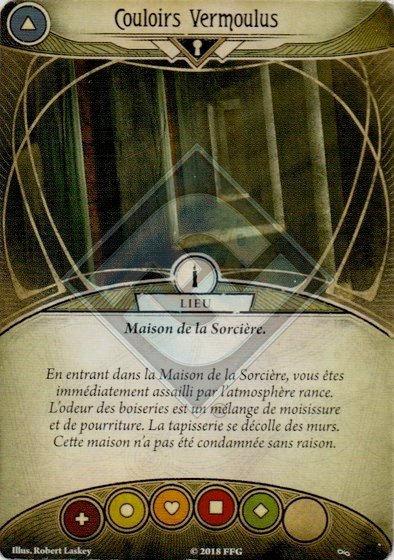 Couloirs Vermoulus
LIEU
Maison de la Sorcière.
En entrant dans la Maison de la Sorcière, vous êtes
immédiatement assailli par l'atmosphère rance.
L'odeur des boiseries est un mélange de moisissure
et de pourriture. La tapisserie se décolle des murs.
Cette maison n'a pas été condamnée sans raison.
Illus. Robert Laskey
© 2018 FFG